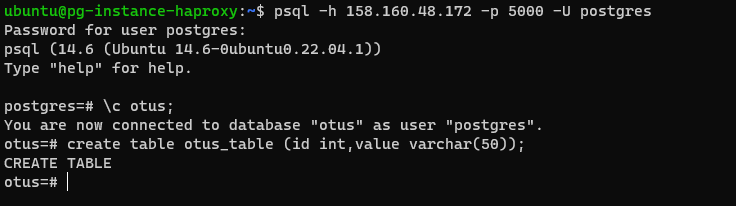 ubuntu@pg-instance-haproxy:~$ psql -h 158.160.48.172 -p 5000 -U postgres
Password for user postgres:
psql (14.6 (Ubuntu 14.6-0ubuntu0.22.04.1))
Type "help" for help.
postgres=# \c otus;
You are now connected to database "otus" as user "postgres".
otus=# create table otus_table (id int,value varchar(50));
CREATE TABLE
otus=#